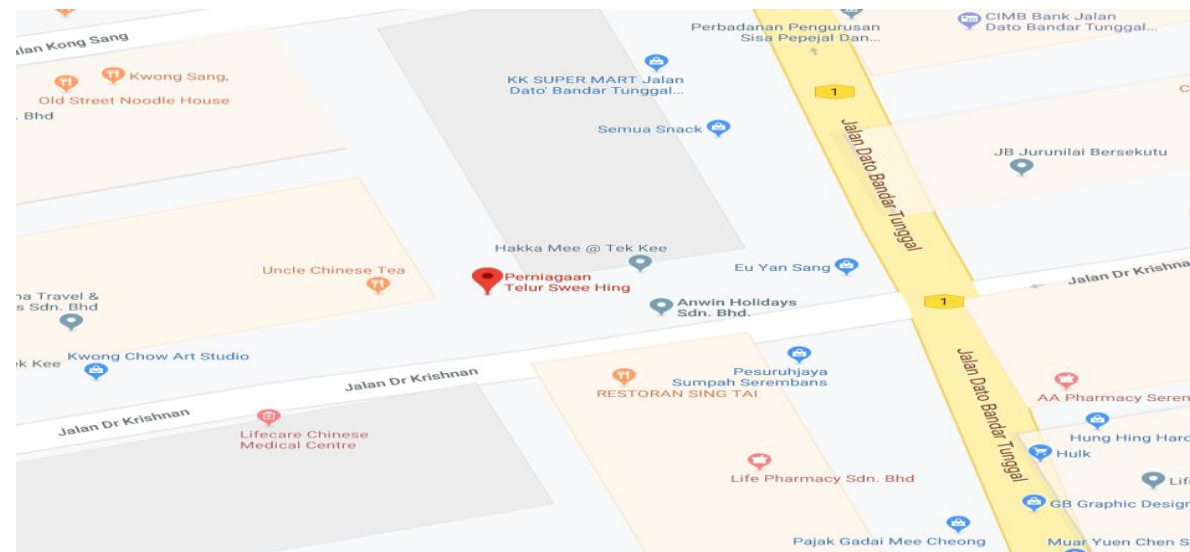 Perbadanan Pengurusan
Sisa Pepejal Dan...
CIMB Bank Jalan
Dato Bandar Tunggal...
Jalan Kong Sang
Kwong Sang,
Old Street Noodle House
. Bhd
KK SUPER MART Jalan
Dato' Bandar Tunggal...
1
Semua Snack
Jalan Dato Bandar Tunggal
JB Jurunilai Bersekutu
Hakka Mee @ Tek Kee
Uncle Chinese Tea
Perniagaan
Telur Swee Hing
Eu Yan Sang
Jalan Dr Krishna
na Travel &
s Sdn. Bhd
Anwin Holidays
Sdn. Bhd.
1
k Kee
Kwong Chow Art Studio
Jalan Dr Krishnan
Pesuruhjaya
Sumpah Serembans
RESTORAN SING TAI
Jalan Dato Bandar Tunggal
AA Pharmacy Seren
Jalan Dr Krishnan
Lifecare Chinese
Medical Centre
Hung Hing Hard
Hulk
Life Pharmacy Sdn. Bhd
Lif
GB Graphic Design
Pajak Gadai Mee Cheong
Muar Yuen Chen S